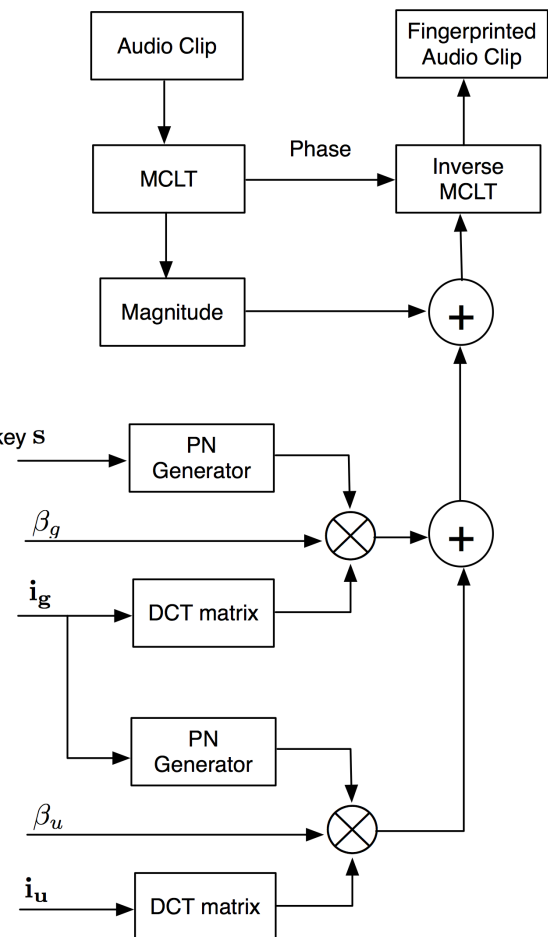 Audio Clip
Fingerprinted
Audio Clip
MCLT
Phase
Inverse
MCLT
Magnitude
+
key s
PN
Generator
β_g
+
i_g
DCT matrix
PN
Generator
β_u
i_u
DCT matrix